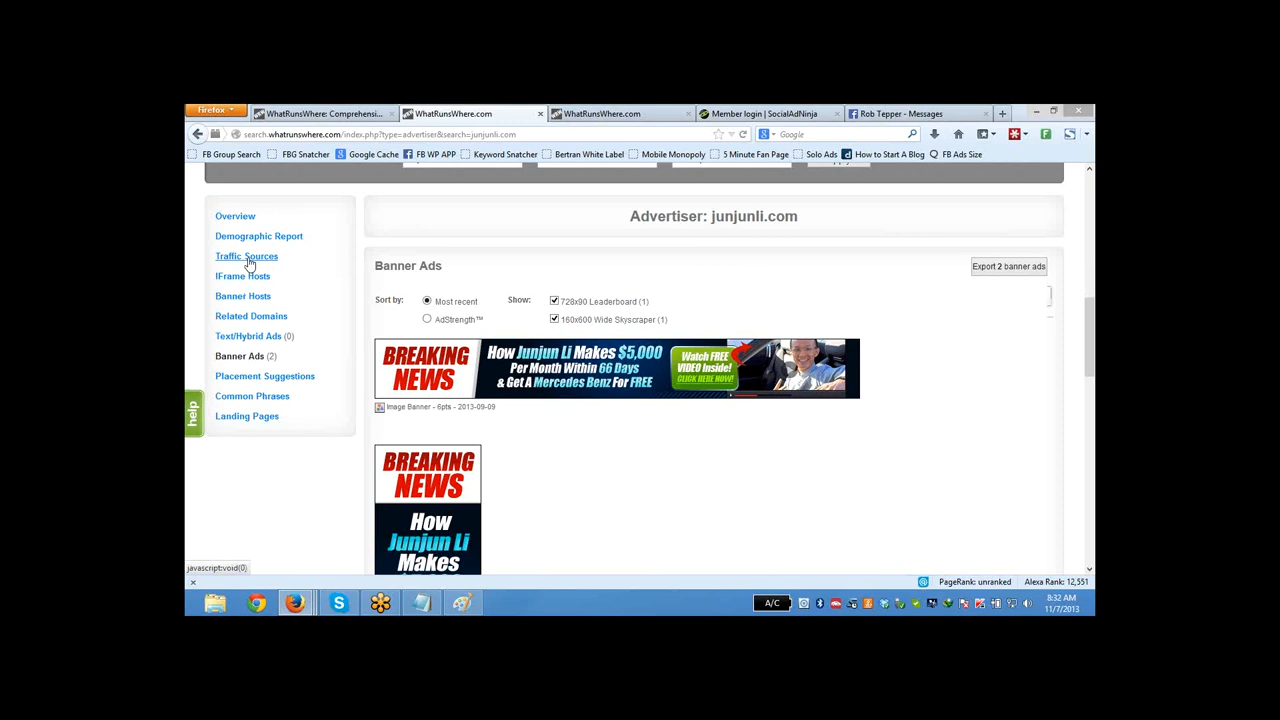 Firefox
WhatRunsWhere: Comprehensi...
WhatRunsWhere.com
WhatRunsWhere.com
Member login | SocialAdNinja
Rob Tepper - Messages
search.whatrunswhere.com/index.php?type=advertiser&search=junjunli.com
Google
FB Group Search
FBG Snatcher
Google Cache
FB WP APP
Keyword Snatcher
Bertran White Label
Mobile Monopoly
5 Minute Fan Page
Solo Ads
How to Start A Blog
FB Ads Size
Overview
Demographic Report
Traffic Sources
IFrame Hosts
Banner Hosts
Related Domains
Text/Hybrid Ads (0)
Banner Ads (2)
Placement Suggestions
Common Phrases
Landing Pages
help
Advertiser: junjunli.com
Banner Ads
Export 2 banner ads
Sort by:
Most recent
AdStrength™
Show:
728x90 Leaderboard (1)
160x600 Wide Skyscraper (1)
BREAKING
NEWS
How Junjun Li Makes $5,000
Per Month Within 66 Days
& Get A Mercedes Benz For FREE
Watch FREE
VIDEO Inside!
CLICK HERE NOW!
Image Banner - 6pts - 2013-09-09
BREAKING
NEWS
How
Junjun Li
Makes
javascript:void(0)
PageRank: unranked
Alexa Rank: 12,551
A/C
8:32 AM
11/7/2013